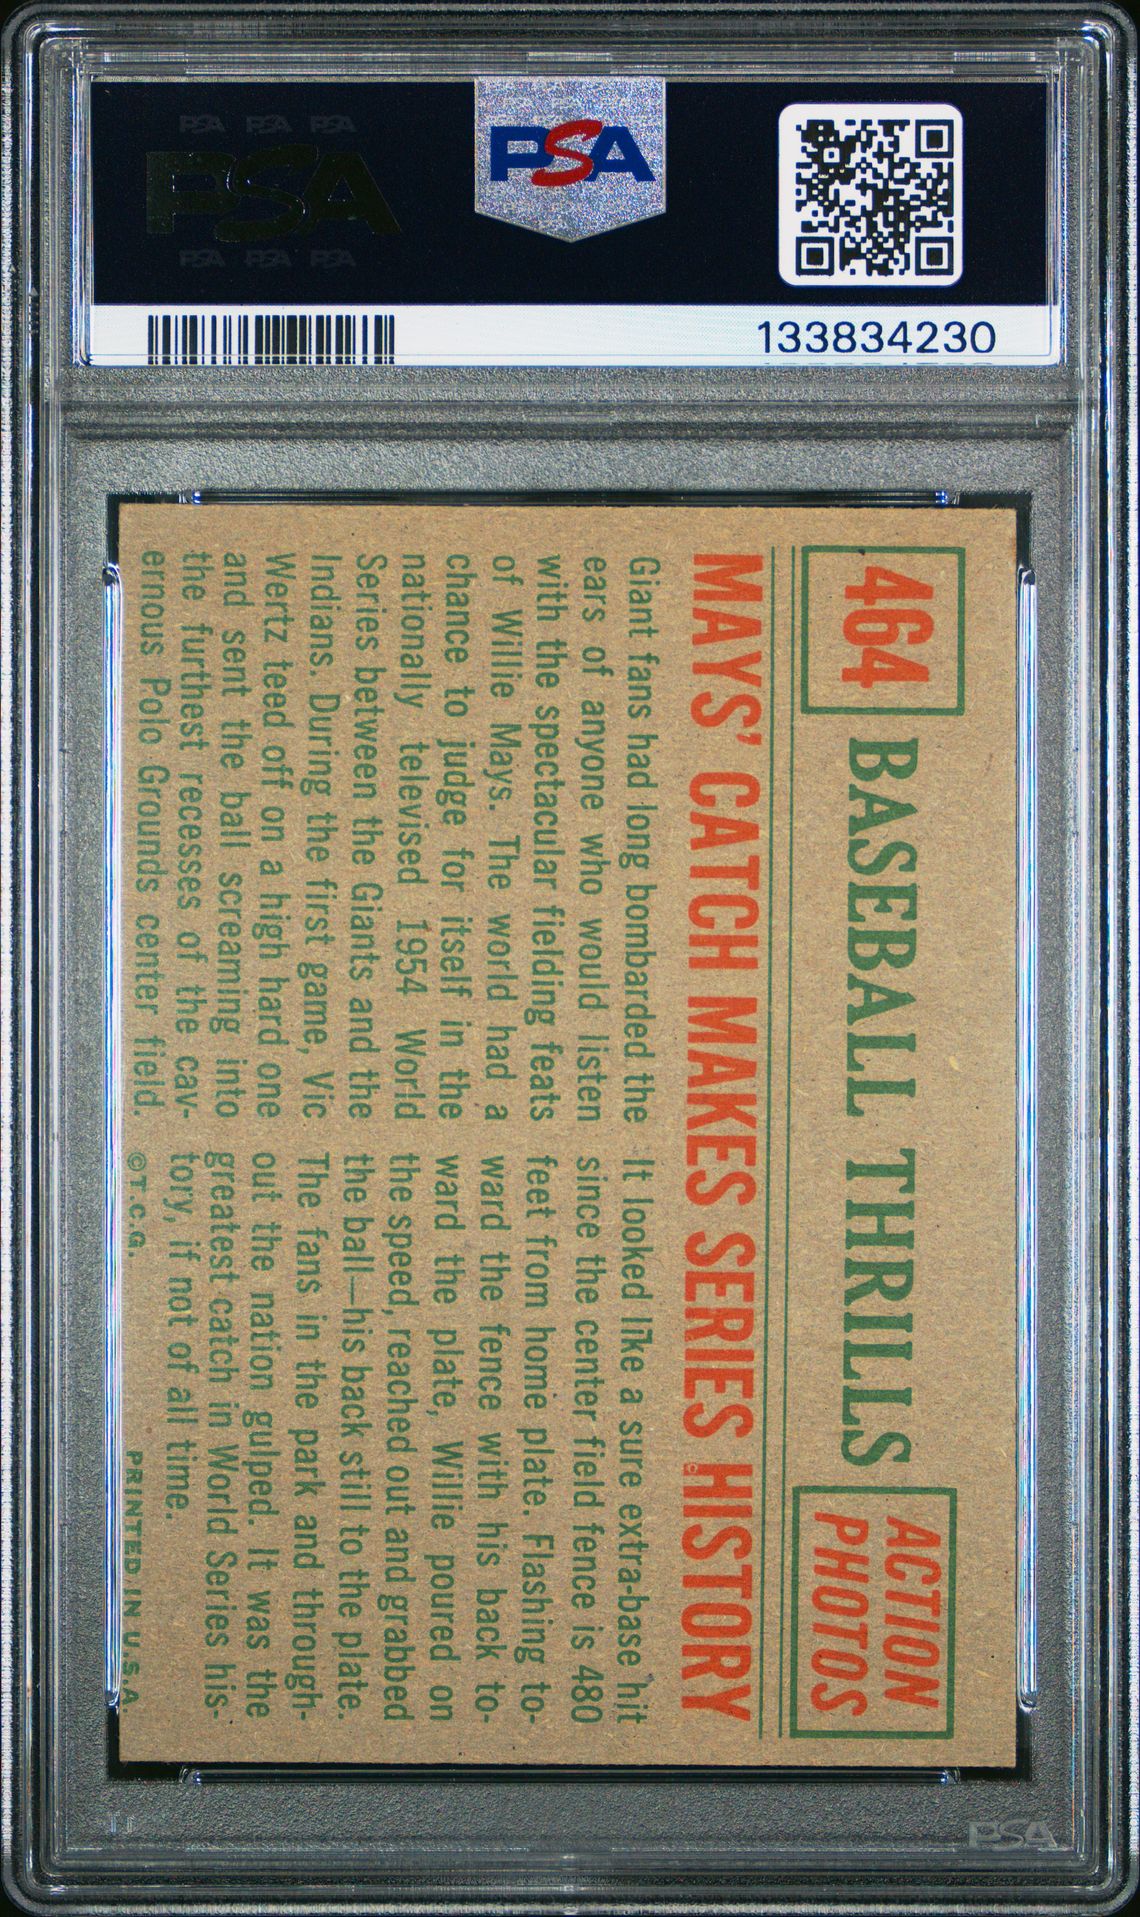 PSA PSA PSA
PSA
PSA PSA PSA
PSA
133834230
464
BASEBALL THRILLS
ACTION
PHOTOS
MAYS' CATCH MAKES SERIES HISTORY
Giant fans had long bombarded the
ears of anyone who would listen
with the spectacular fielding feats
of Willie Mays. The world had a
chance to judge for itself in the
nationally televised 1954 World
Series between the Giants and the
Indians. During the first game, Vic
Wertz teed off on a high hard one
and sent the ball screaming into
the furthest recesses of the cav-
ernous Polo Grounds center field.
It looked like a sure extra-base hit
since the center field fence is 480
feet from home plate. Flashing to-
ward the fence with his back to-
ward the plate, Willie poured on
the speed, reached out and grabbed
the ball—his back still to the plate.
The fans in the park and through-
out the nation gulped. It was the
greatest catch in World Series his-
tory, if not of all time.
©T.C.G.
PRINTED IN U.S.A.
PSA